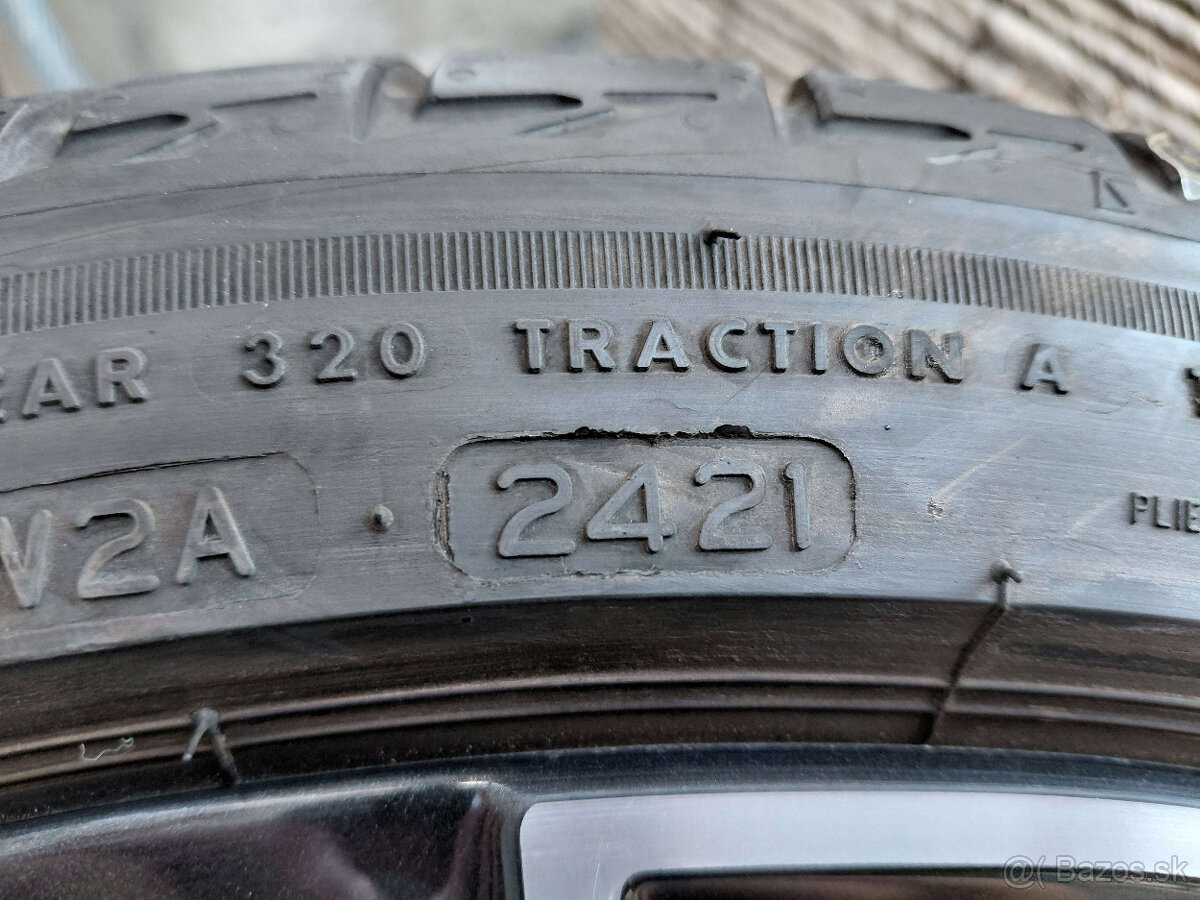 EAR 320 TRACTION A
V2A 2421
PLIE
@( Bazos.sk